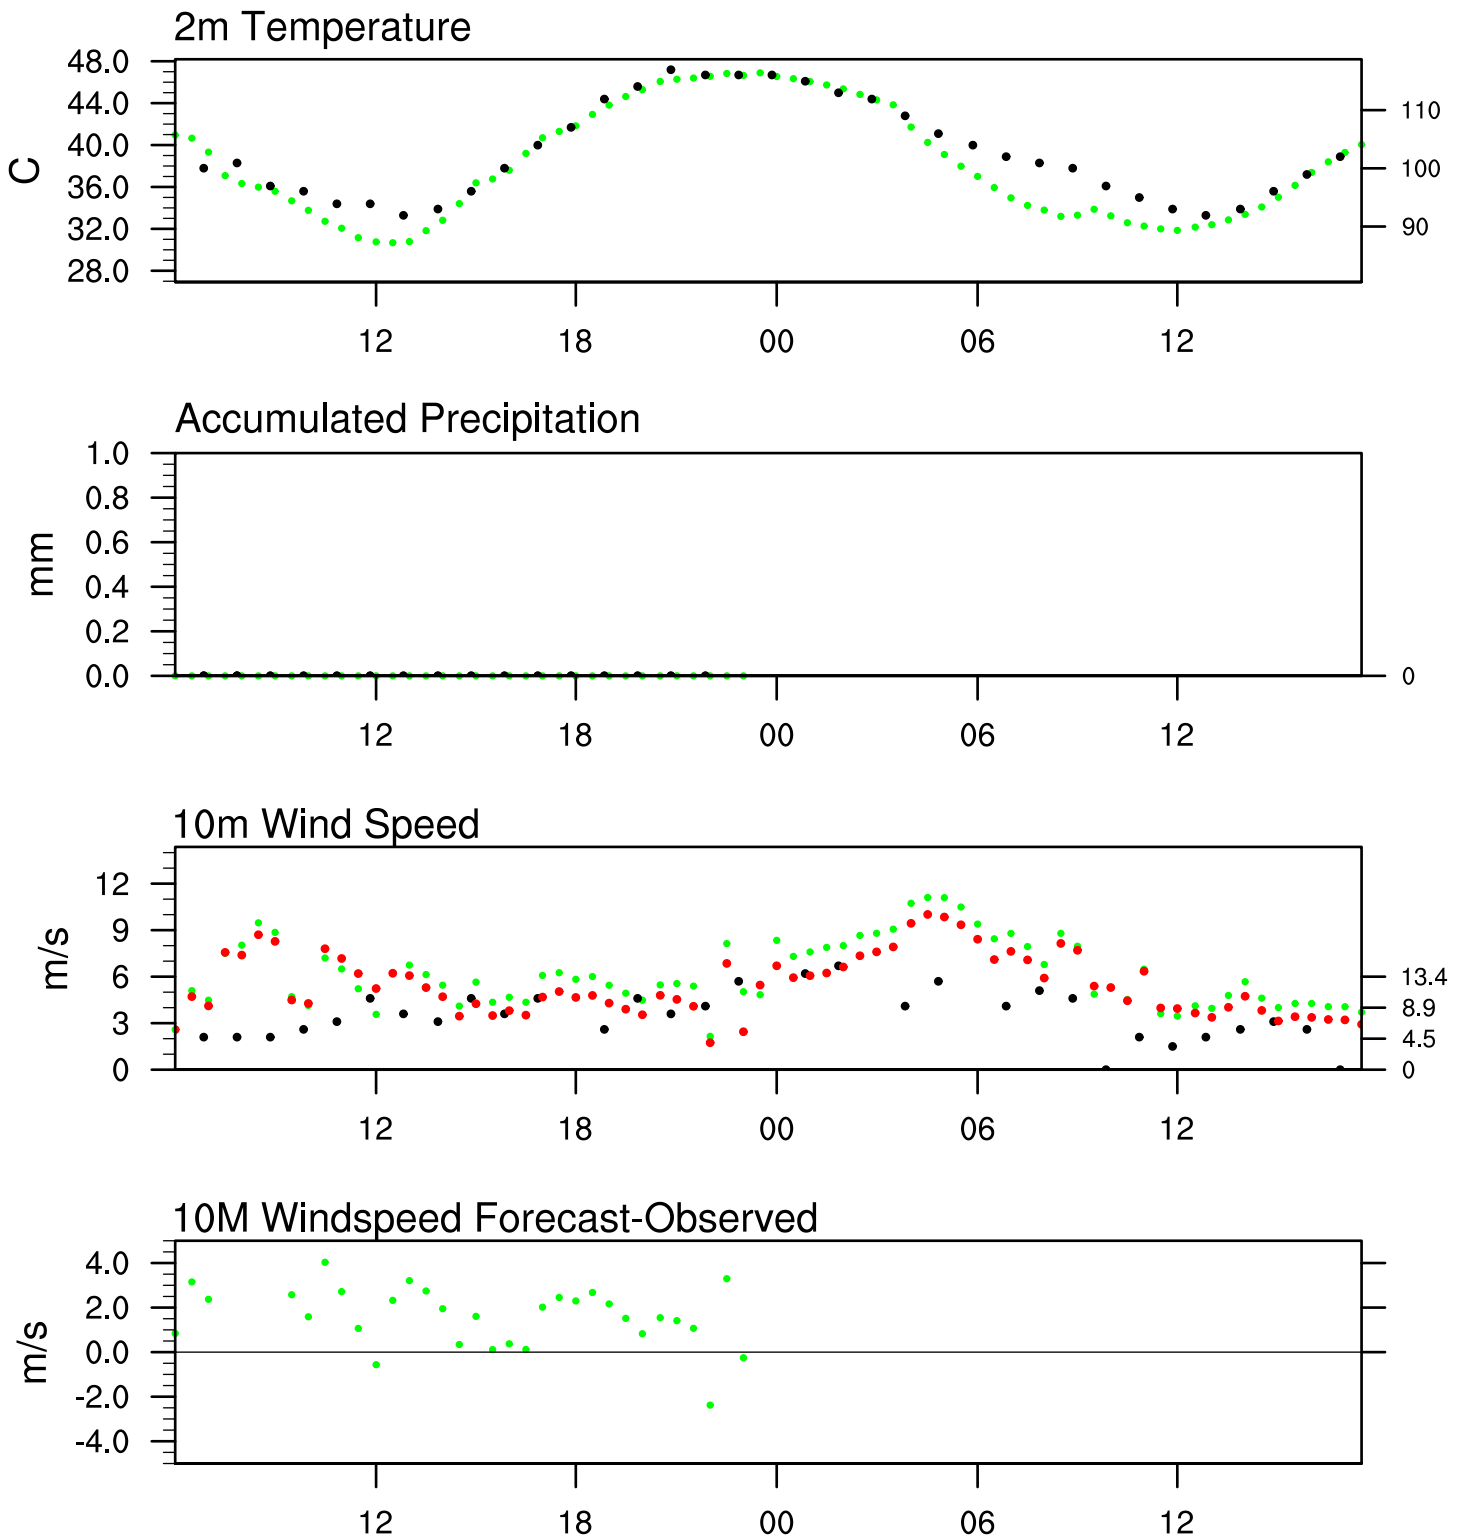 2m Temperature
48.0
44.0
40.0
36.0
32.0
28.0
C
110
100
90
12 18 00 06 12
Accumulated Precipitation
1.0
0.8
0.6
0.4
0.2
0.0
mm
0
12 18 00 06 12
10m Wind Speed
12
9
6
3
0
m/s
13.4
8.9
4.5
0
12 18 00 06 12
10M Windspeed Forecast-Observed
4.0
2.0
0.0
-2.0
-4.0
m/s
12 18 00 06 12